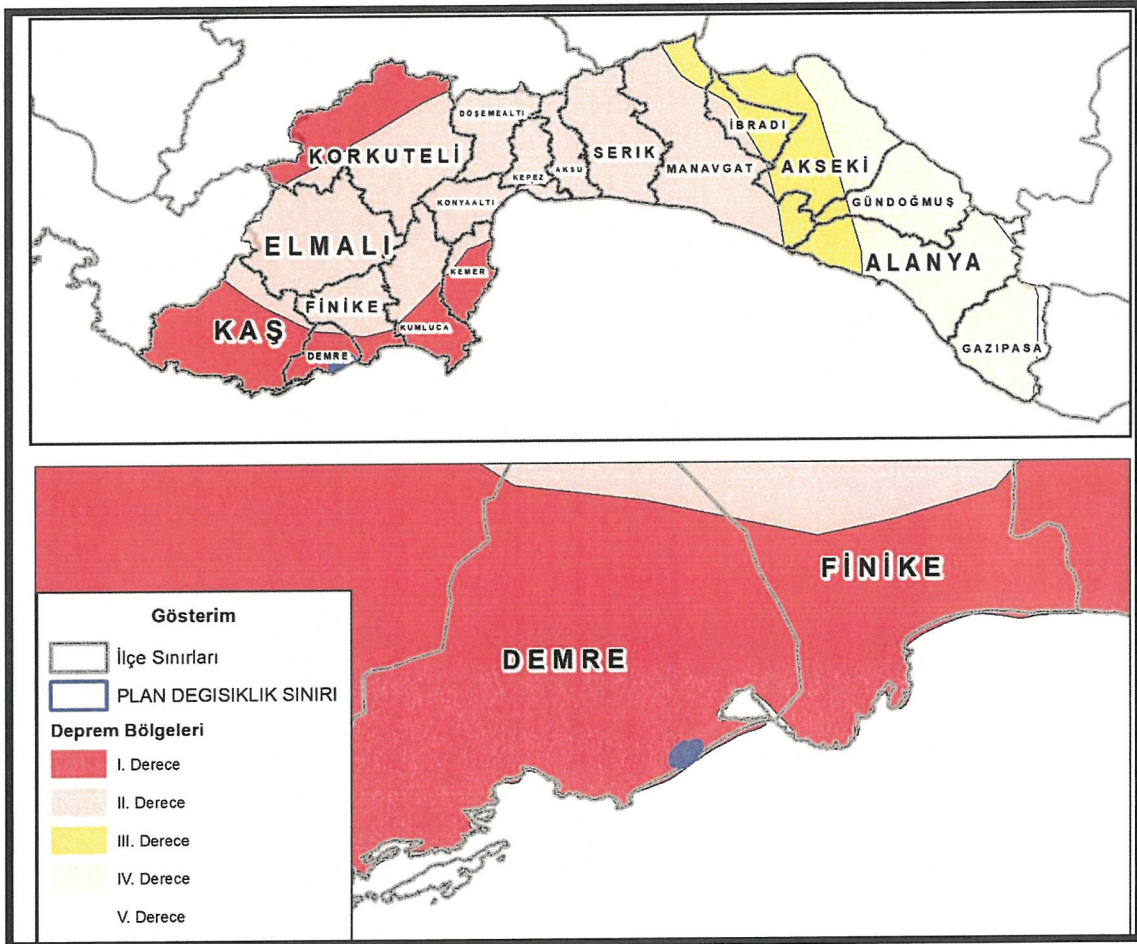 DÖŞEMEALTI
İBRADI
KORKUTELİ
SERIK
AKSEKİ
KEPEZ
AKSU
MANAVGAT
KONYAALTI
GÜNDOĞMUŞ
ELMALI
ALANYA
KEMER
FİNİKE
KAŞ
KUMLUCA
DEMRE
GAZIPASA
FİNİKE
DEMRE
Gösterim
İlçe Sınırları
PLAN DEGISIKLIK SINIRI
Deprem Bölgeleri
I. Derece
II. Derece
III. Derece
IV. Derece
V. Derece